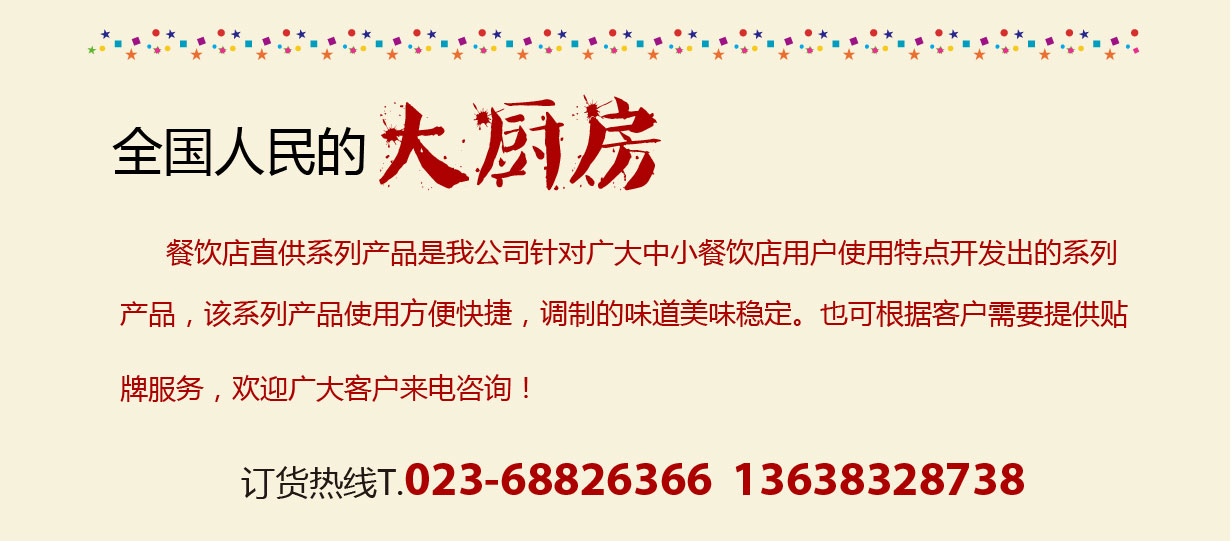 全国人民的大厨房
餐饮店直供系列产品是我公司针对广大中小餐饮店用户使用特点开发出的系列
产品，该系列产品使用方便快捷，调制的味道美味稳定。也可根据客户需要提供贴
牌服务，欢迎广大客户来电咨询！
订货热线T.023-68826366 13638328738